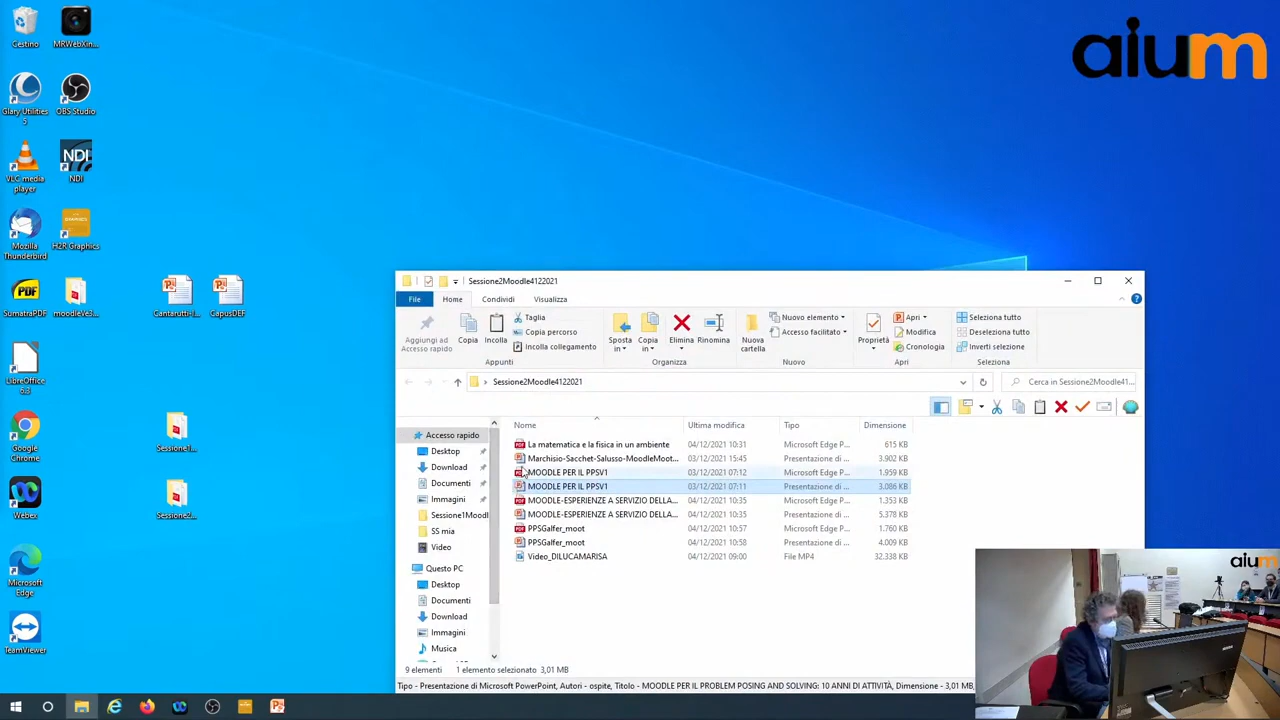 aium
Cestino
MRWebXin...
Glary Utilities
5
OBS Studio
NDI
VLC media
player
NDI
Mozilla
Thunderbird
H2R Graphics
PDF
SumatraPDF
Cantarutti-I...
CapusDEF
LibreOffice
Google
Chrome
Sessione1...
Webex
Sessione2...
Microsoft
Edge
TeamViewer
Sessione2Moodle4122021
File
Home
Condividi
Visualizza
Aggiungi ad
Accesso rapido
Copia
Incolla
Taglia
Copia percorso
Incolla collegamento
Appunti
Sposta
in
Copia
in
Elimina
Rinomina
Organizza
Nuova
cartella
Nuovo elemento
Accesso facilitato
Nuovo
Proprietà
Apri
Modifica
Cronologia
Apri
Seleziona tutto
Deseleziona tutto
Inverti selezione
Seleziona
Sessione2Moodle4122021
Cerca in Sessione2Moodle41...
Accesso rapido
Desktop
Download
Documenti
Immagini
Sessione1Moodl
SS mia
Video
Questo PC
Desktop
Documenti
Download
Immagini
Musica
Nome Ultima modifica Tipo Dimensione
La matematica e la fisica in un ambiente 04/12/2021 10:31 Microsoft Edge P... 615 KB
Marchisio-Sacchet-Salusso-MoodleMoot... 03/12/2021 15:45 Presentazione di ... 3.902 KB
MOODLE PER IL PPSV1 03/12/2021 07:12 Microsoft Edge P... 1.959 KB
MOODLE PER IL PPSV1 03/12/2021 07:11 Presentazione di ... 3.086 KB
MOODLE-ESPERIENZE A SERVIZIO DELLA... 04/12/2021 10:35 Microsoft Edge P... 1.353 KB
MOODLE-ESPERIENZE A SERVIZIO DELLA... 04/12/2021 10:35 Presentazione di ... 5.378 KB
PPSGalfer_moot 04/12/2021 10:57 Microsoft Edge P... 1.760 KB
PPSGalfer_moot 04/12/2021 10:58 Presentazione di ... 4.009 KB
Video_DILUCAMARISA 04/12/2021 09:00 File MP4 32.338 KB
9 elementi 1 elemento selezionato 3,01 MB
Tipo - Presentazione di Microsoft PowerPoint, Autori - ospite, Titolo - MOODLE PER IL PROBLEM POSING AND SOLVING: 10 ANNI DI ATTIVITÀ, Dimensione - 3,01 MB,
aium